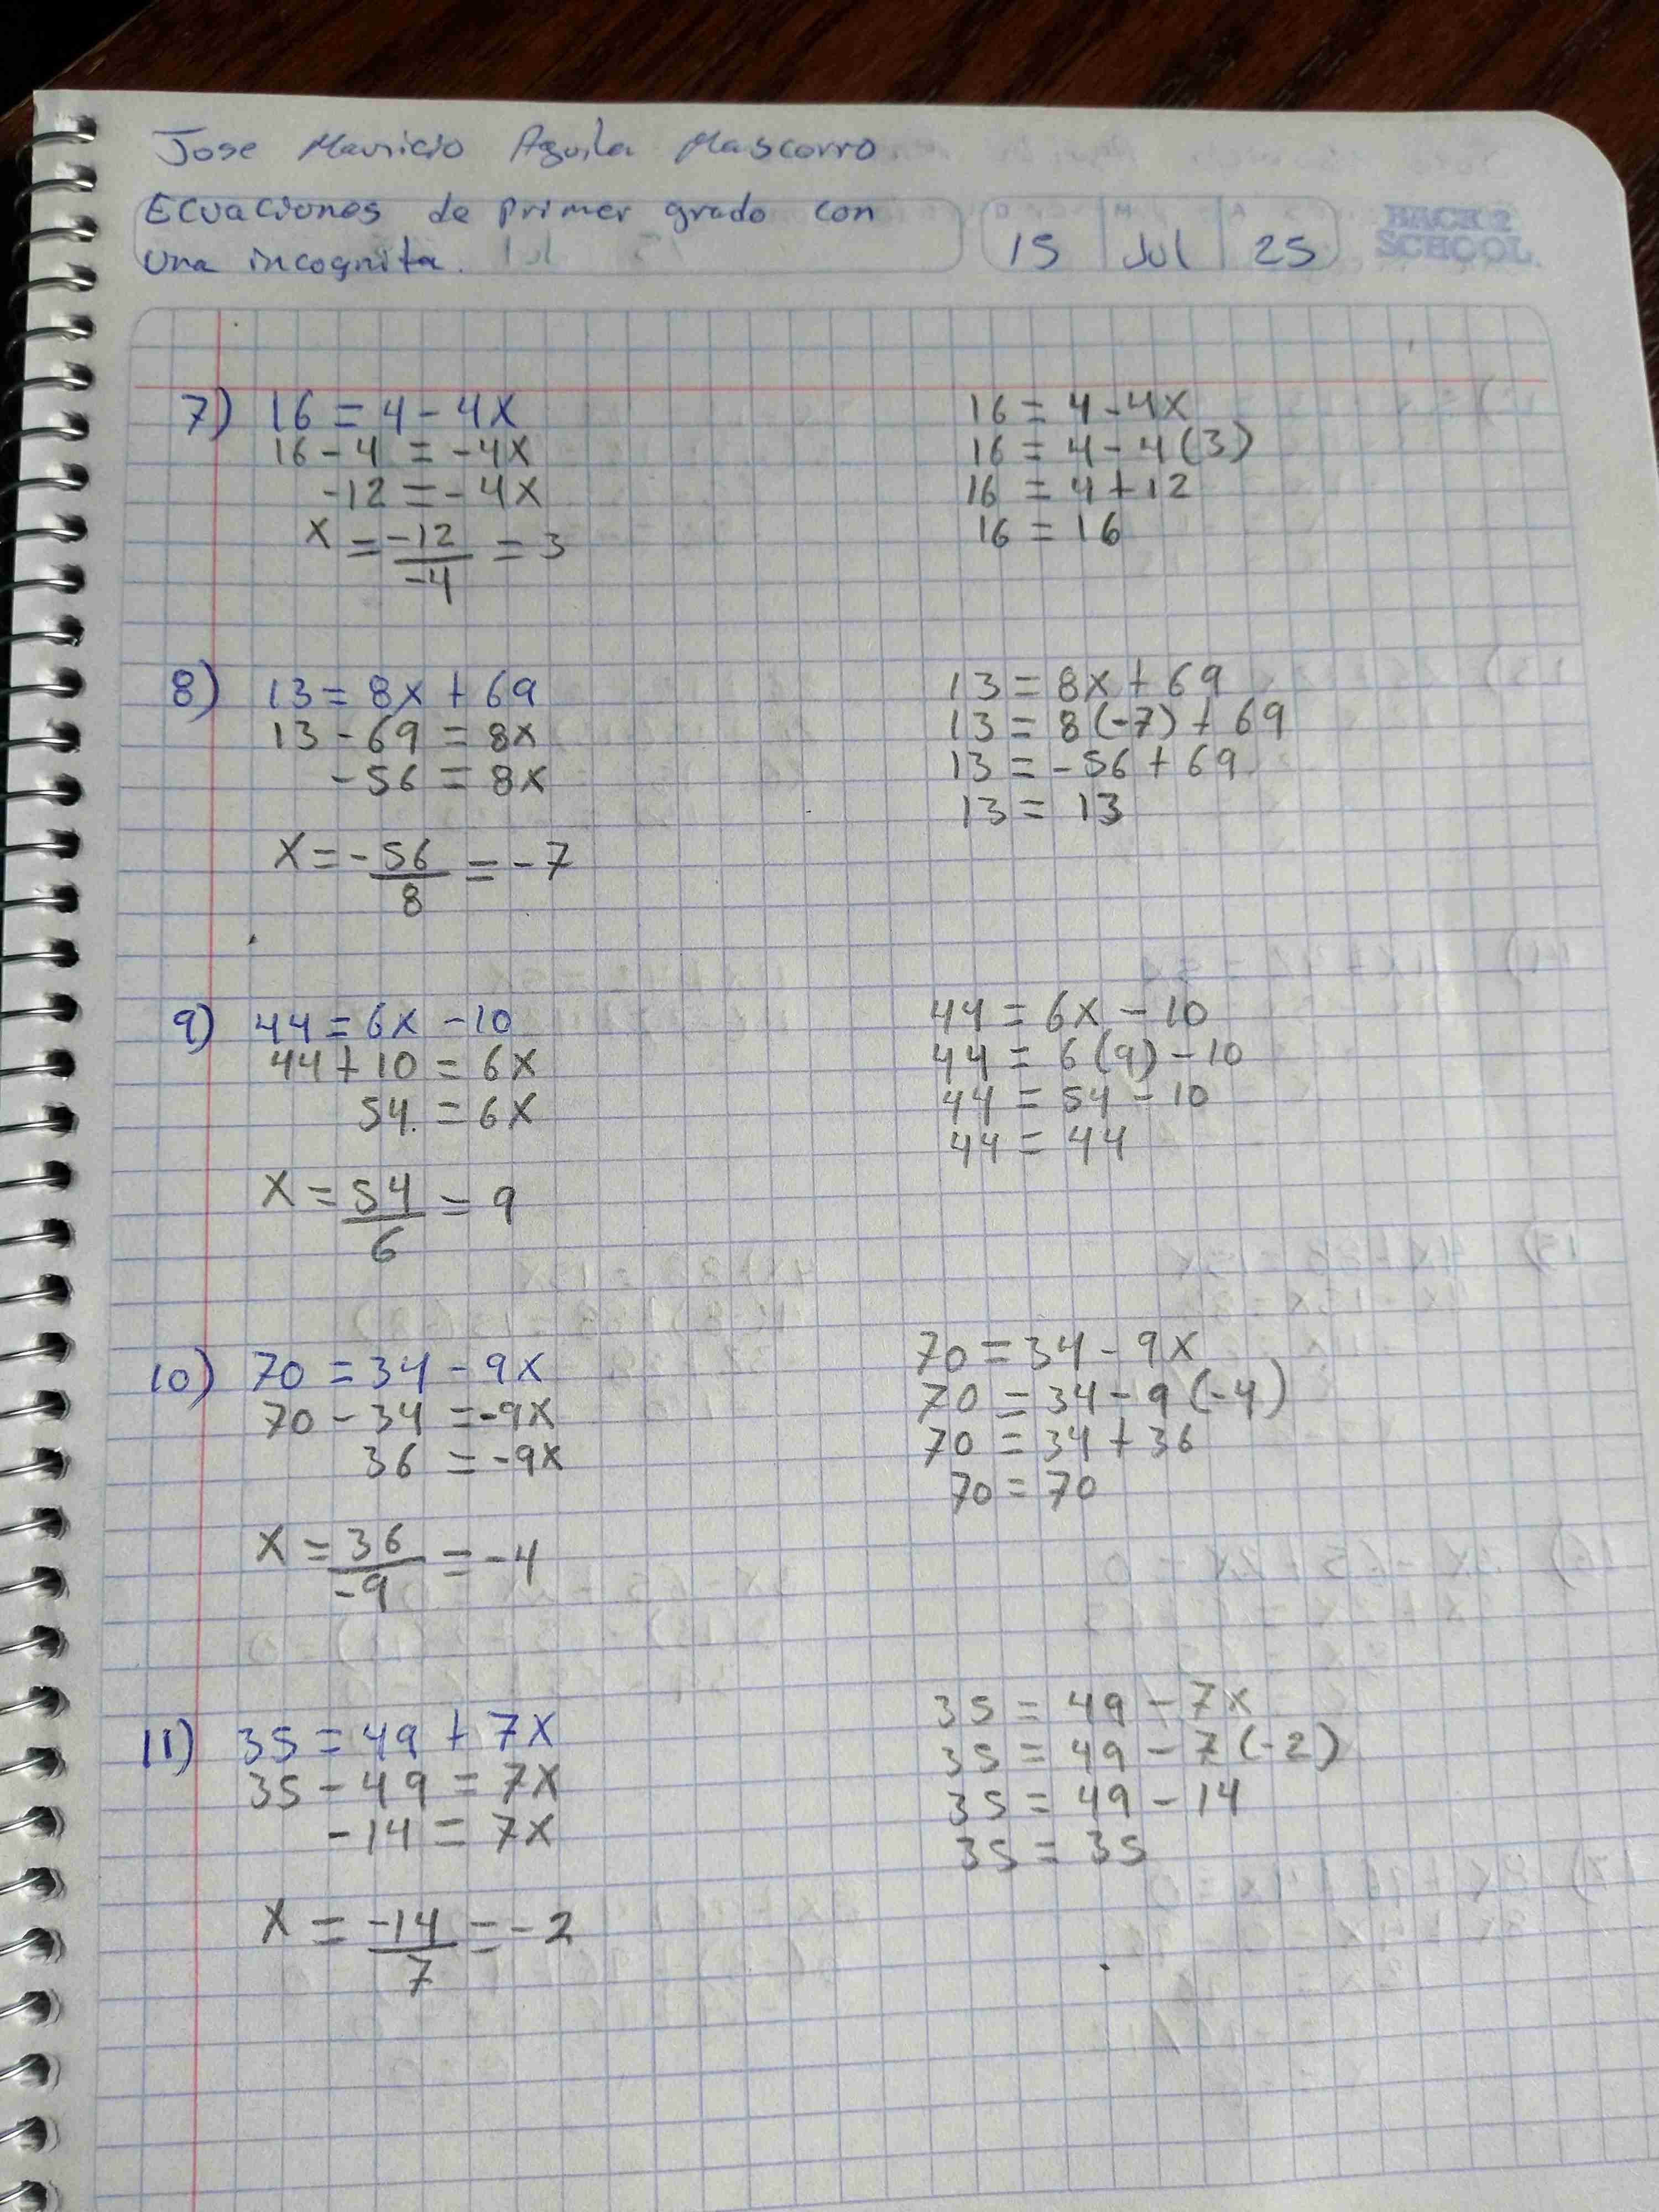 Jose Mauricio Aguila Mascorro
Ecuaciones de primer grado con
una incognita.
D M A
15 Jul 25
BACK 2
SCHOOL
7) 16 = 4 - 4x
16 - 4 = -4x
-12 = -4x
x = -12/-4 = 3
16 = 4 - 4x
16 = 4 - 4(3)
16 = 4 + 12
16 = 16
8) 13 = 8x + 69
13 - 69 = 8x
-56 = 8x
x = -56/8 = -7
13 = 8x + 69
13 = 8(-7) + 69
13 = -56 + 69
13 = 13
9) 44 = 6x - 10
44 + 10 = 6x
54 = 6x
x = 54/6 = 9
44 = 6x - 10
44 = 6(9) - 10
44 = 54 - 10
44 = 44
10) 70 = 34 - 9x
70 - 34 = -9x
36 = -9x
x = 36/-9 = -4
70 = 34 - 9x
70 = 34 - 9(-4)
70 = 34 + 36
70 = 70
11) 35 = 49 + 7x
35 - 49 = 7x
-14 = 7x
x = -14/7 = -2
35 = 49 - 7x
35 = 49 - 7(-2)
35 = 49 - 14
35 = 35